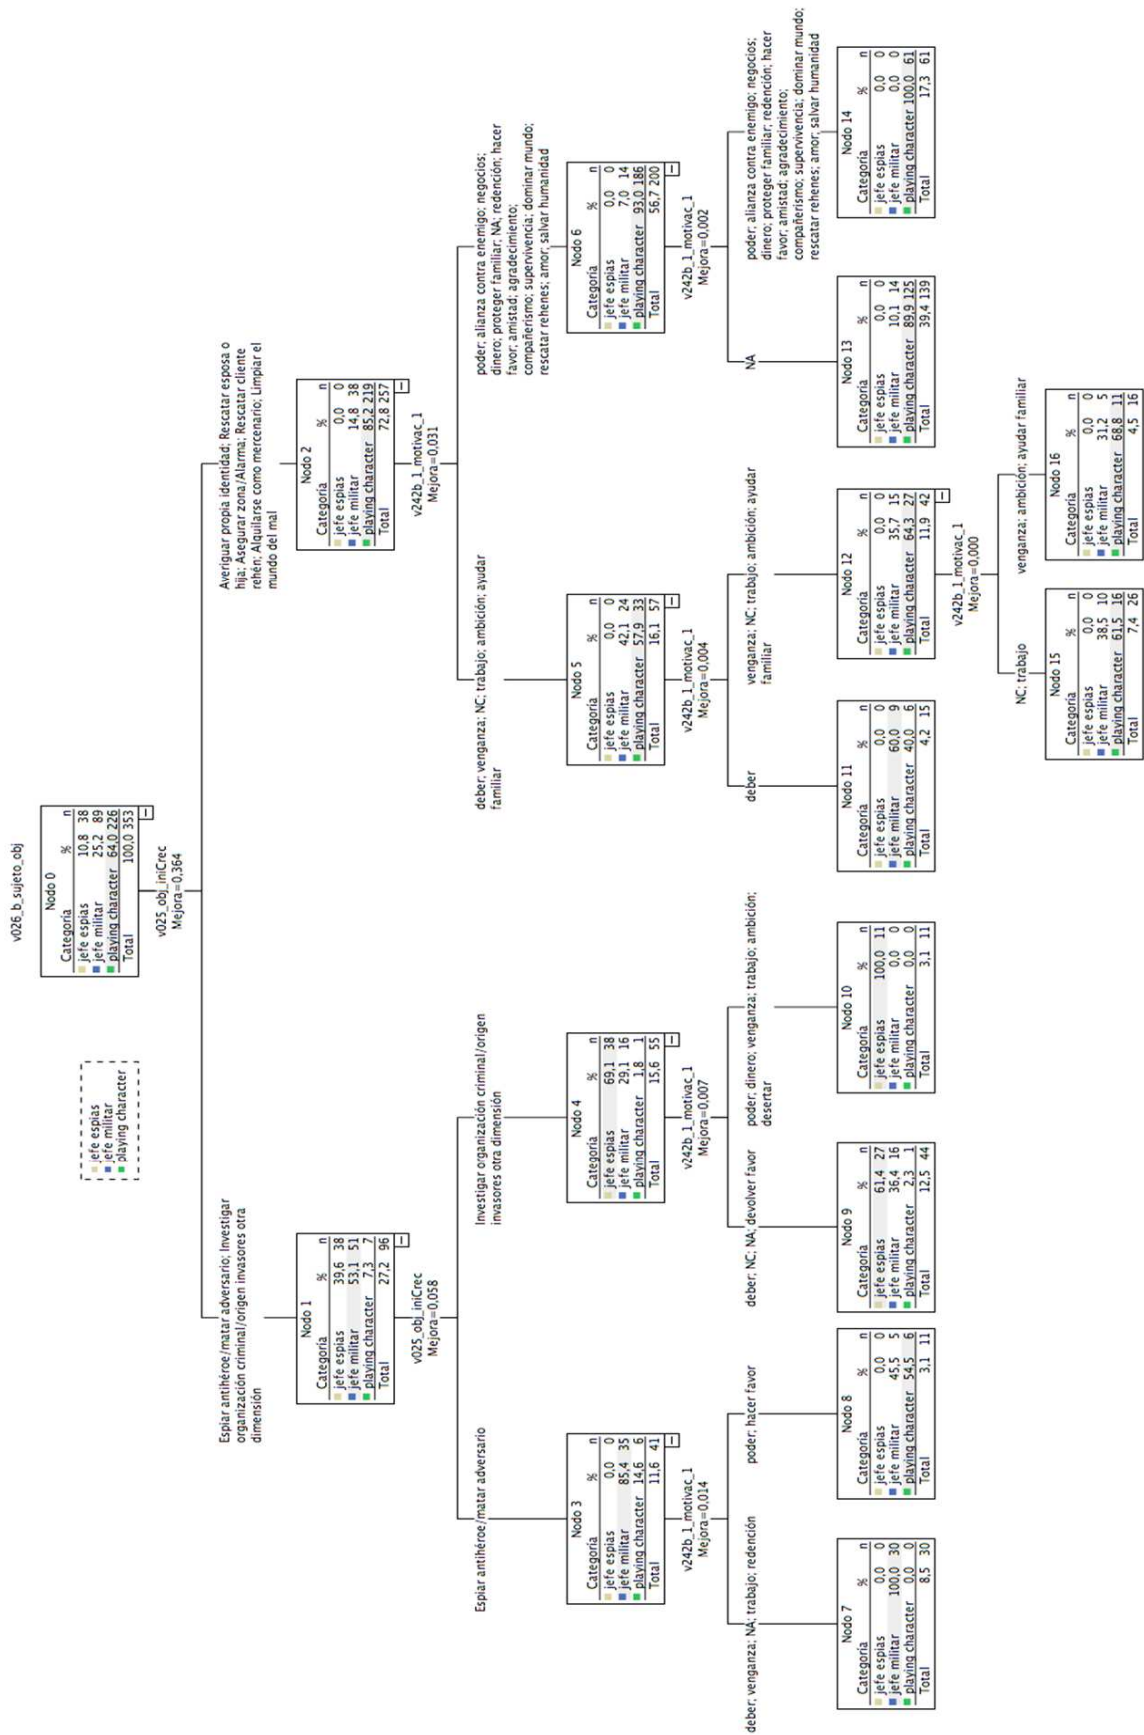 v026_b_sujeto_obj
jefe espias
jefe militar
playing character
Nodo 0
Categoría % n
jefe espias 10,8 38
jefe militar 25,2 89
playing character 64,0 226
Total 100,0 353
v025_obj_iniCrec
Mejora=0,364
Espiar antihéroe/matar adversario; Investigar
organización criminal/origen invasores otra
dimensión
Nodo 1
Categoría % n
jefe espias 39,6 38
jefe militar 53,1 51
playing character 7,3 7
Total 27,2 96
v025_obj_iniCrec
Mejora=0,058
Averiguar propia identidad; Rescatar esposa o
hija; Asegurar zona/Alarma; Rescatar cliente
rehén; Alquilarse como mercenario; Limpiar el
mundo del mal
Nodo 2
Categoría % n
jefe espias 0,0 0
jefe militar 14,8 38
playing character 85,2 219
Total 72,8 257
v242b_1_motivac_1
Mejora=0,031
Espiar antihéroe/matar adversario
Nodo 3
Categoría % n
jefe espias 0,0 0
jefe militar 85,4 35
playing character 14,6 6
Total 11,6 41
v242b_1_motivac_1
Mejora=0,014
Investigar organización criminal/origen
invasores otra dimensión
Nodo 4
Categoría % n
jefe espias 69,1 38
jefe militar 29,1 16
playing character 1,8 1
Total 15,6 55
v242b_1_motivac_1
Mejora=0,007
deber; venganza; NC; trabajo; ambición; ayudar
familiar
Nodo 5
Categoría % n
jefe espias 0,0 0
jefe militar 42,1 24
playing character 57,9 33
Total 16,1 57
v242b_1_motivac_1
Mejora=0,004
poder; alianza contra enemigo; negocios;
dinero; proteger familiar; NA; redención; hacer
favor; amistad; agradecimiento;
compañerismo; supervivencia; dominar mundo;
rescatar rehenes; amor; salvar humanidad
Nodo 6
Categoría % n
jefe espias 0,0 0
jefe militar 7,0 14
playing character 93,0 186
Total 56,7 200
v242b_1_motivac_1
Mejora=0,002
deber; venganza; NA; trabajo; redención
Nodo 7
Categoría % n
jefe espias 0,0 0
jefe militar 100,0 30
playing character 0,0 0
Total 8,5 30
poder; hacer favor
Nodo 8
Categoría % n
jefe espias 0,0 0
jefe militar 45,5 5
playing character 54,5 6
Total 3,1 11
deber; NC; NA; devolver favor
Nodo 9
Categoría % n
jefe espias 61,4 27
jefe militar 36,4 16
playing character 2,3 1
Total 12,5 44
poder; dinero; venganza; trabajo; ambición;
desertar
Nodo 10
Categoría % n
jefe espias 100,0 11
jefe militar 0,0 0
playing character 0,0 0
Total 3,1 11
deber
Nodo 11
Categoría % n
jefe espias 0,0 0
jefe militar 60,0 9
playing character 40,0 6
Total 4,2 15
venganza; NC; trabajo; ambición; ayudar
familiar
Nodo 12
Categoría % n
jefe espias 0,0 0
jefe militar 35,7 15
playing character 64,3 27
Total 11,9 42
v242b_1_motivac_1
Mejora=0,000
NA
Nodo 13
Categoría % n
jefe espias 0,0 0
jefe militar 10,1 14
playing character 89,9 125
Total 39,4 139
poder; alianza contra enemigo; negocios;
dinero; proteger familiar; redención; hacer
favor; amistad; agradecimiento;
compañerismo; supervivencia; dominar mundo;
rescatar rehenes; amor; salvar humanidad
Nodo 14
Categoría % n
jefe espias 0,0 0
jefe militar 0,0 0
playing character 100,0 61
Total 17,3 61
NC; trabajo
Nodo 15
Categoría % n
jefe espias 0,0 0
jefe militar 38,5 10
playing character 61,5 16
Total 7,4 26
venganza; ambición; ayudar familiar
Nodo 16
Categoría % n
jefe espias 0,0 0
jefe militar 31,2 5
playing character 68,8 11
Total 4,5 16